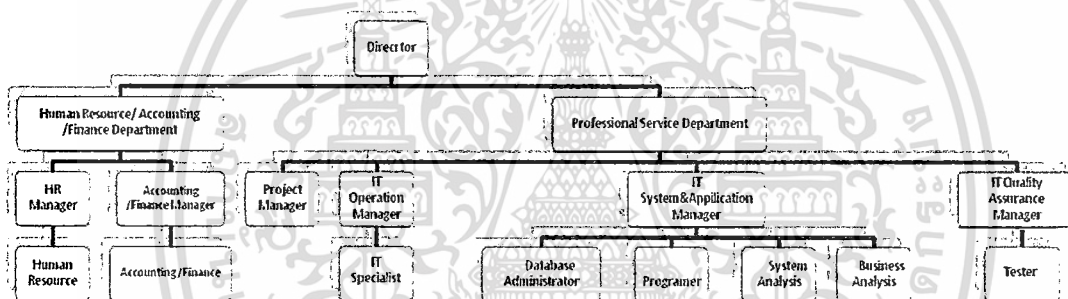 Direcrtor
Human Resource/ Accounting
/Finance Department
Professional Service Department
HR
Manager
Accounting
/Finance Manager
Project
Manager
IT
Operation
Manager
IT
System&Application
Manager
IT Quality
Assurance
Manager
Human
Resource
Accounting/Finance
IT
Specialist
Database
Administrator
Programer
System
Analysis
Business
Analysis
Tester